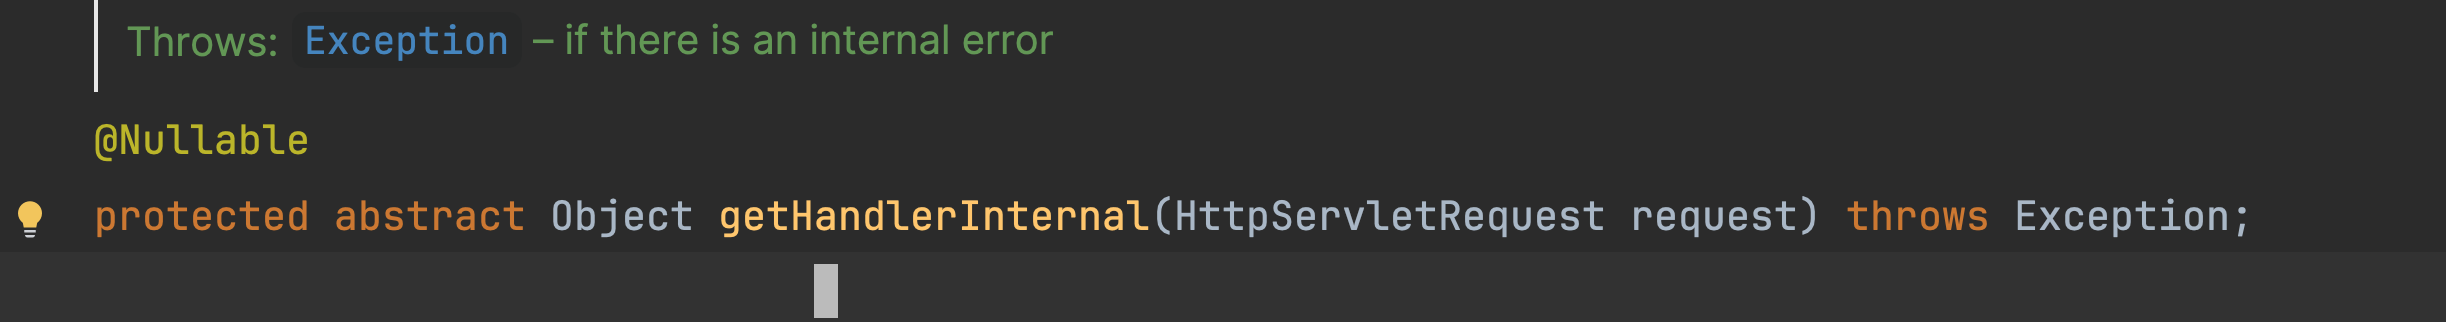 Throws: Exception – if there is an internal error
@Nullable
protected abstract Object getHandlerInternal(HttpServletRequest request) throws Exception;